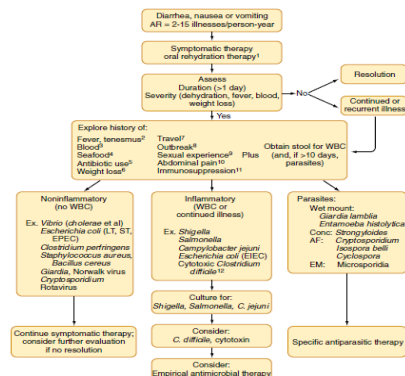 Diarrhea, nausea or vomiting
AR = 2-15 illnesses/person-year
Symptomatic therapy
oral rehydration therapy¹
Assess
Duration (>1 day)
Severity (dehydration, fever, blood,
weight loss)
No
Resolution
Continued or
recurrent illness
Yes
Explore history of:
Fever, tenesmus² Travel⁷
Blood³ Outbreak⁸
Seafood⁴ Sexual experience⁹ Plus
Antibiotic use⁵ Abdominal pain¹⁰
Weight loss⁶ Immunosuppression¹¹
Obtain stool for WBC
(and, if >10 days,
parasites)
Noninflammatory
(no WBC)
Ex. Vibrio (cholerae et al)
Escherichia coli (LT, ST,
EPEC)
Clostridium perfringens
Staphylococcus aureus,
Bacillus cereus
Giardia, Norwalk virus
Cryptosporidium
Rotavirus
Continue symptomatic therapy;
consider further evaluation
if no resolution
Inflammatory
(WBC or
continued illness)
Ex. Shigella
Salmonella
Campylobacter jejuni
Escherichia coli (EIEC)
Cytotoxic Clostridium
difficile¹²
Culture for:
Shigella, Salmonella, C. jejuni
Consider:
C. difficile, cytotoxin
Consider:
Empirical antimicrobial therapy
Parasites:
Wet mount:
Giardia lamblia
Entamoeba histolytica
Conc: Strongyloides
AF: Cryptosporidium
Isospora belli
Cyclospora
EM: Microsporidia
Specific antiparasitic therapy